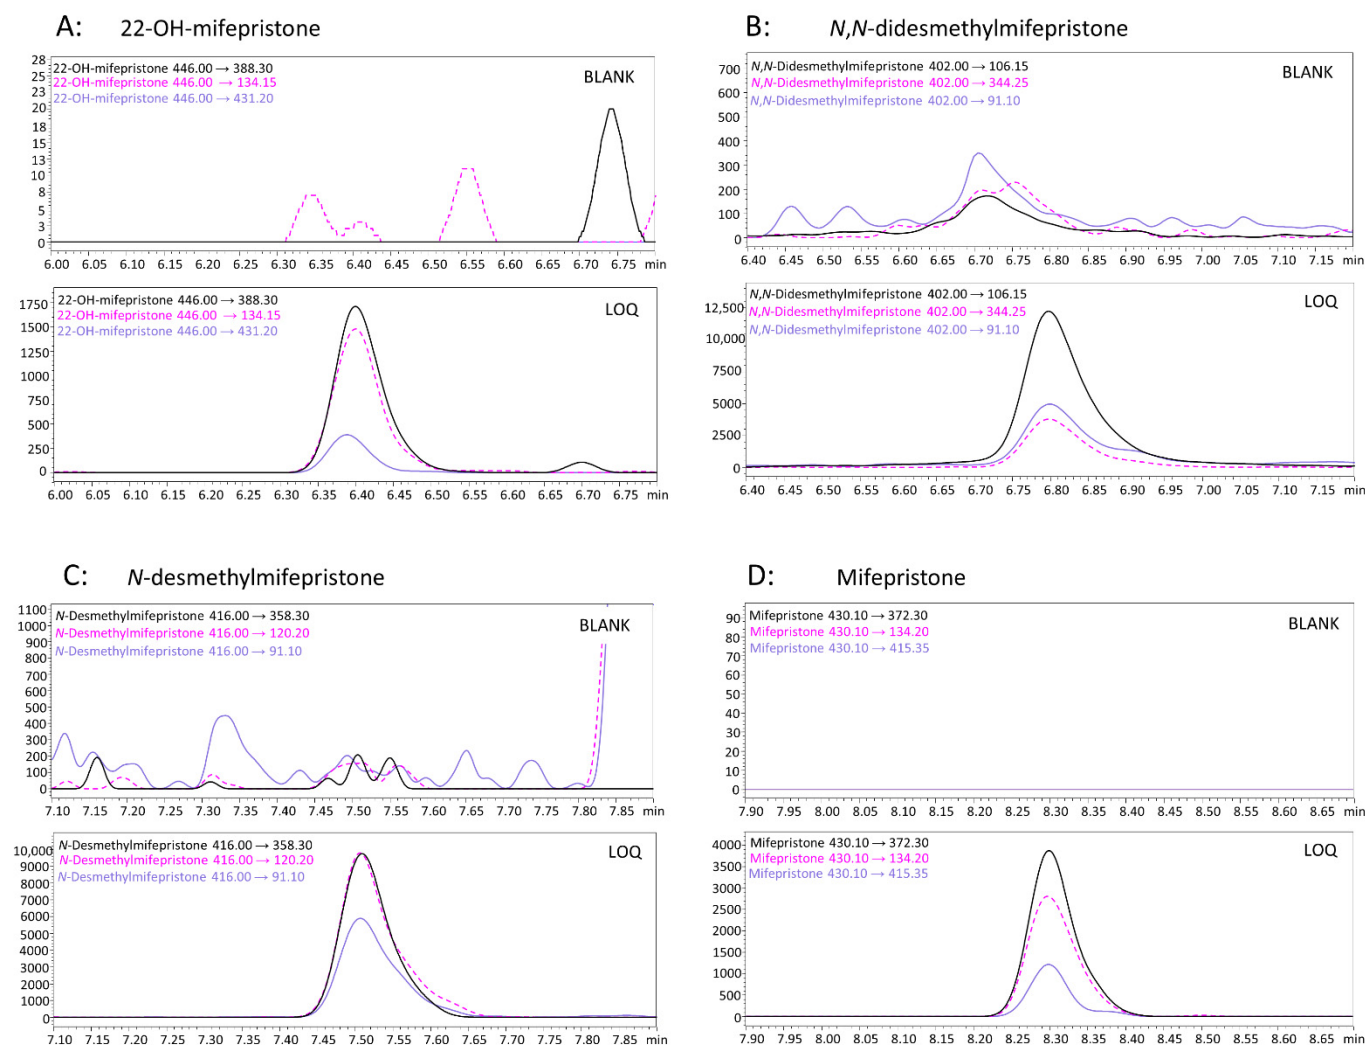 A: 22-OH-mifepristone
28
25
23
20
18
15
13
10
8
5
3
0
22-OH-mifepristone 446.00 → 388.30
22-OH-mifepristone 446.00 → 134.15
22-OH-mifepristone 446.00 → 431.20
BLANK
6.00 6.05 6.10 6.15 6.20 6.25 6.30 6.35 6.40 6.45 6.50 6.55 6.60 6.65 6.70 6.75 min
1750
1500
1250
1000
750
500
250
0
22-OH-mifepristone 446.00 → 388.30
22-OH-mifepristone 446.00 → 134.15
22-OH-mifepristone 446.00 → 431.20
LOQ
6.00 6.05 6.10 6.15 6.20 6.25 6.30 6.35 6.40 6.45 6.50 6.55 6.60 6.65 6.70 6.75 min
B: N,N-didesmethylmifepristone
700
600
500
400
300
200
100
0
N,N-Didesmethylmifepristone 402.00 → 106.15
N,N-Didesmethylmifepristone 402.00 → 344.25
N,N-Didesmethylmifepristone 402.00 → 91.10
BLANK
6.40 6.45 6.50 6.55 6.60 6.65 6.70 6.75 6.80 6.85 6.90 6.95 7.00 7.05 7.10 7.15 min
12,500
10,000
7500
5000
2500
0
N,N-Didesmethylmifepristone 402.00 → 106.15
N,N-Didesmethylmifepristone 402.00 → 344.25
N,N-Didesmethylmifepristone 402.00 → 91.10
LOQ
6.40 6.45 6.50 6.55 6.60 6.65 6.70 6.75 6.80 6.85 6.90 6.95 7.00 7.05 7.10 7.15 min
C: N-desmethylmifepristone
1100
1000
900
800
700
600
500
400
300
200
100
0
N-Desmethylmifepristone 416.00 → 358.30
N-Desmethylmifepristone 416.00 → 120.20
N-Desmethylmifepristone 416.00 → 91.10
BLANK
7.10 7.15 7.20 7.25 7.30 7.35 7.40 7.45 7.50 7.55 7.60 7.65 7.70 7.75 7.80 7.85 min
10,000
9000
8000
7000
6000
5000
4000
3000
2000
1000
0
N-Desmethylmifepristone 416.00 → 358.30
N-Desmethylmifepristone 416.00 → 120.20
N-Desmethylmifepristone 416.00 → 91.10
LOQ
7.10 7.15 7.20 7.25 7.30 7.35 7.40 7.45 7.50 7.55 7.60 7.65 7.70 7.75 7.80 7.85 min
D: Mifepristone
90
80
70
60
50
40
30
20
10
0
Mifepristone 430.10 → 372.30
Mifepristone 430.10 → 134.20
Mifepristone 430.10 → 415.35
BLANK
7.90 7.95 8.00 8.05 8.10 8.15 8.20 8.25 8.30 8.35 8.40 8.45 8.50 8.55 8.60 8.65 min
4000
3500
3000
2500
2000
1500
1000
500
0
Mifepristone 430.10 → 372.30
Mifepristone 430.10 → 134.20
Mifepristone 430.10 → 415.35
LOQ
7.90 7.95 8.00 8.05 8.10 8.15 8.20 8.25 8.30 8.35 8.40 8.45 8.50 8.55 8.60 8.65 min